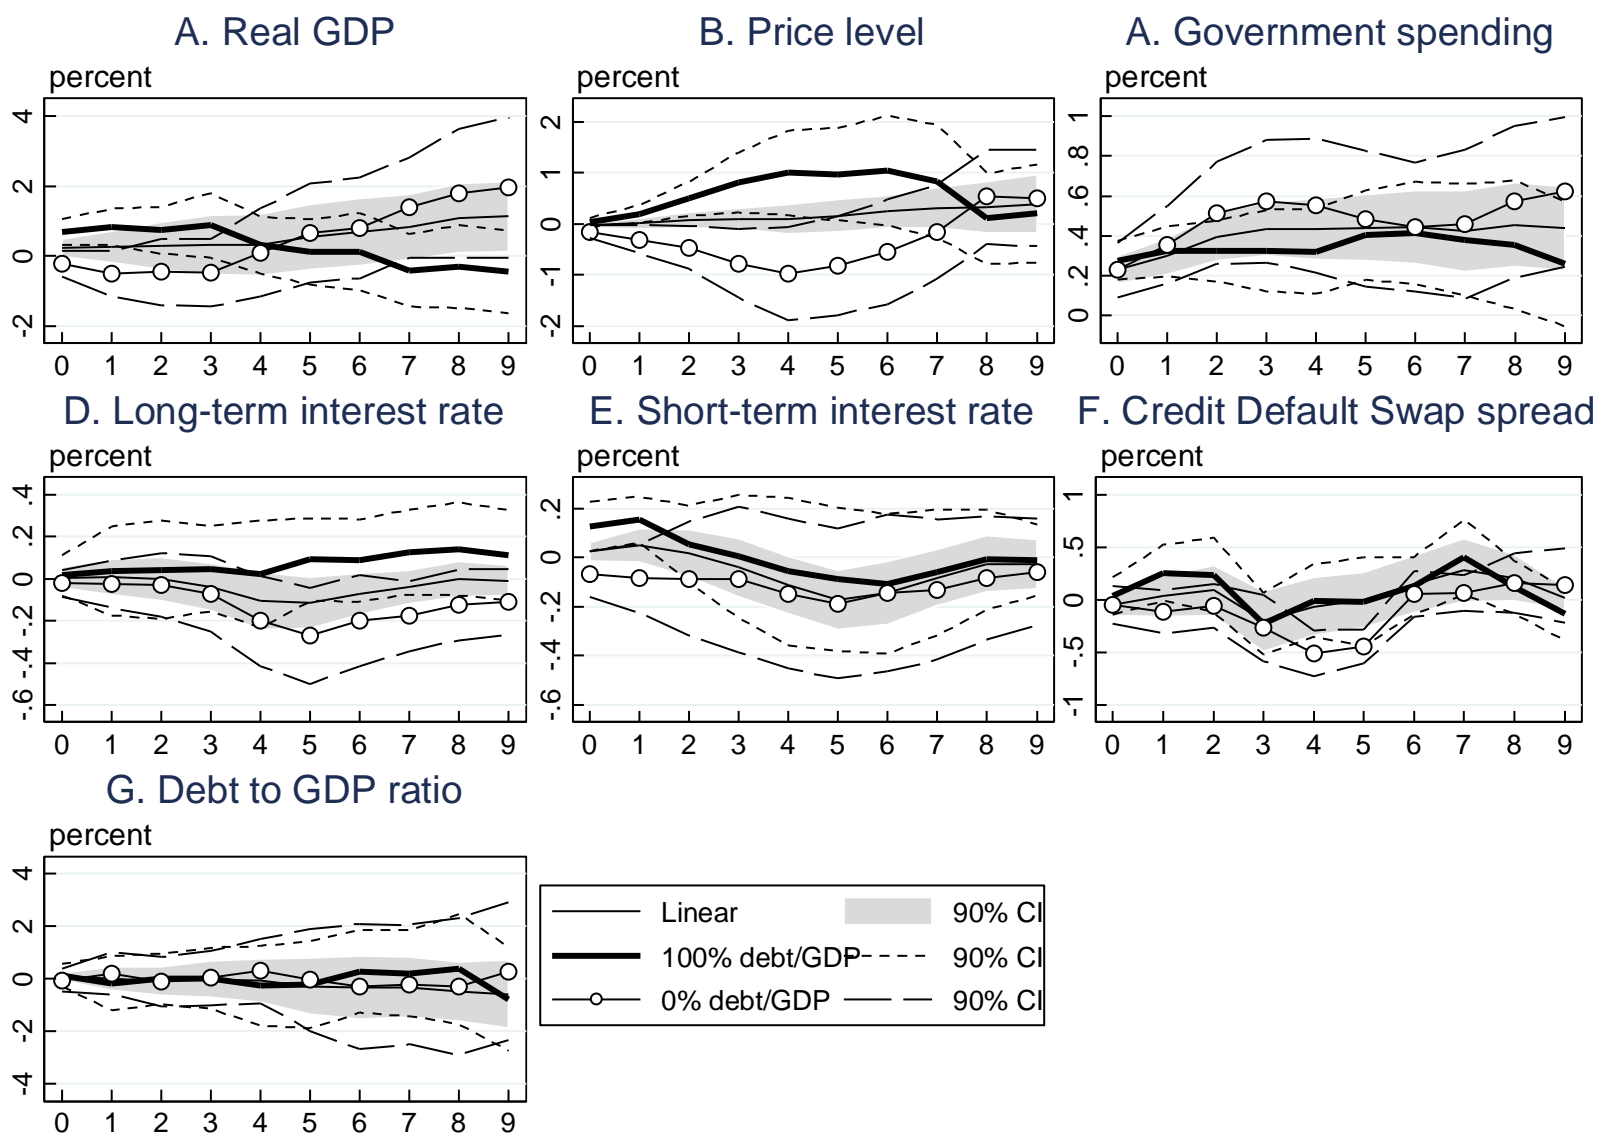 A. Real GDP
B. Price level
A. Government spending
percent
percent
percent
4
2
0
-2
0 1 2 3 4 5 6 7 8 9
2
1
0
-1
-2
0 1 2 3 4 5 6 7 8 9
1
.8
.6
.4
.2
0
0 1 2 3 4 5 6 7 8 9
D. Long-term interest rate
E. Short-term interest rate
F. Credit Default Swap spread
percent
percent
percent
.4
.2
0
-.2
-.4
-.6
0 1 2 3 4 5 6 7 8 9
.2
0
-.2
-.4
-.6
0 1 2 3 4 5 6 7 8 9
1
.5
0
-.5
-1
0 1 2 3 4 5 6 7 8 9
G. Debt to GDP ratio
percent
4
2
0
-2
-4
0 1 2 3 4 5 6 7 8 9
Linear 90% CI
100% debt/GDP 90% CI
0% debt/GDP 90% CI